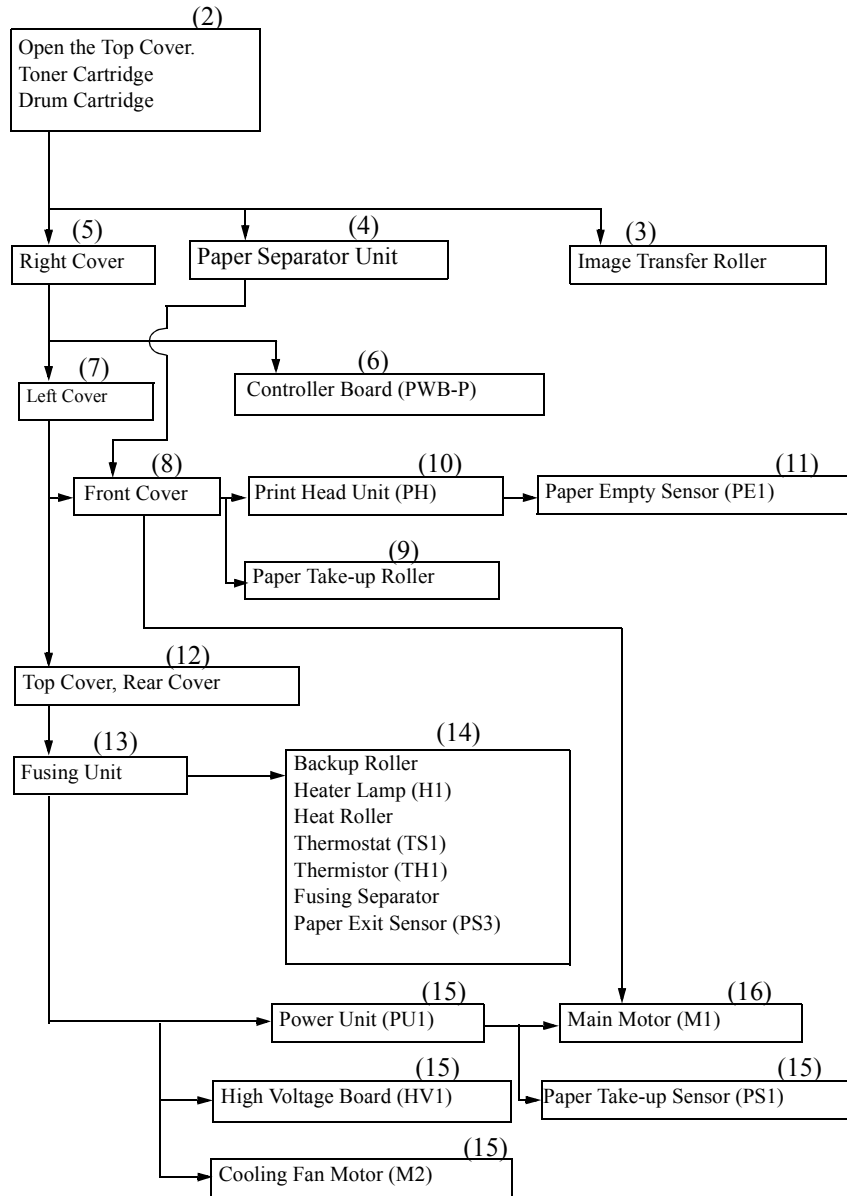 (2)
Open the Top Cover.
Toner Cartridge
Drum Cartridge
(5)
Right Cover
(4)
Paper Separator Unit
(3)
Image Transfer Roller
(7)
Left Cover
(6)
Controller Board (PWB-P)
(8)
Front Cover
(10)
Print Head Unit (PH)
(11)
Paper Empty Sensor (PE1)
(9)
Paper Take-up Roller
(12)
Top Cover, Rear Cover
(13)
Fusing Unit
(14)
Backup Roller
Heater Lamp (H1)
Heat Roller
Thermostat (TS1)
Thermistor (TH1)
Fusing Separator
Paper Exit Sensor (PS3)
(15)
Power Unit (PU1)
(16)
Main Motor (M1)
(15)
High Voltage Board (HV1)
(15)
Paper Take-up Sensor (PS1)
(15)
Cooling Fan Motor (M2)